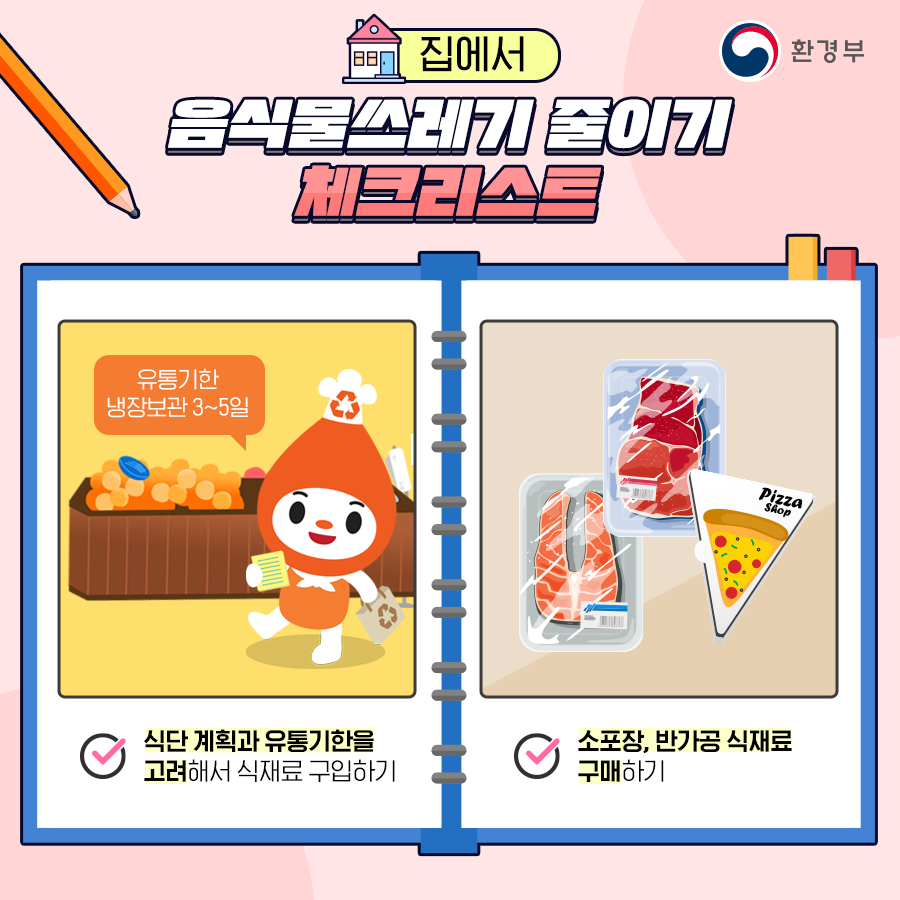 집에서
환경부
음식물쓰레기 줄이기
체크리스트
유통기한
냉장보관 3~5일
Pizza
Shop
식단 계획과 유통기한을
고려해서 식재료 구입하기
소포장, 반가공 식재료
구매하기